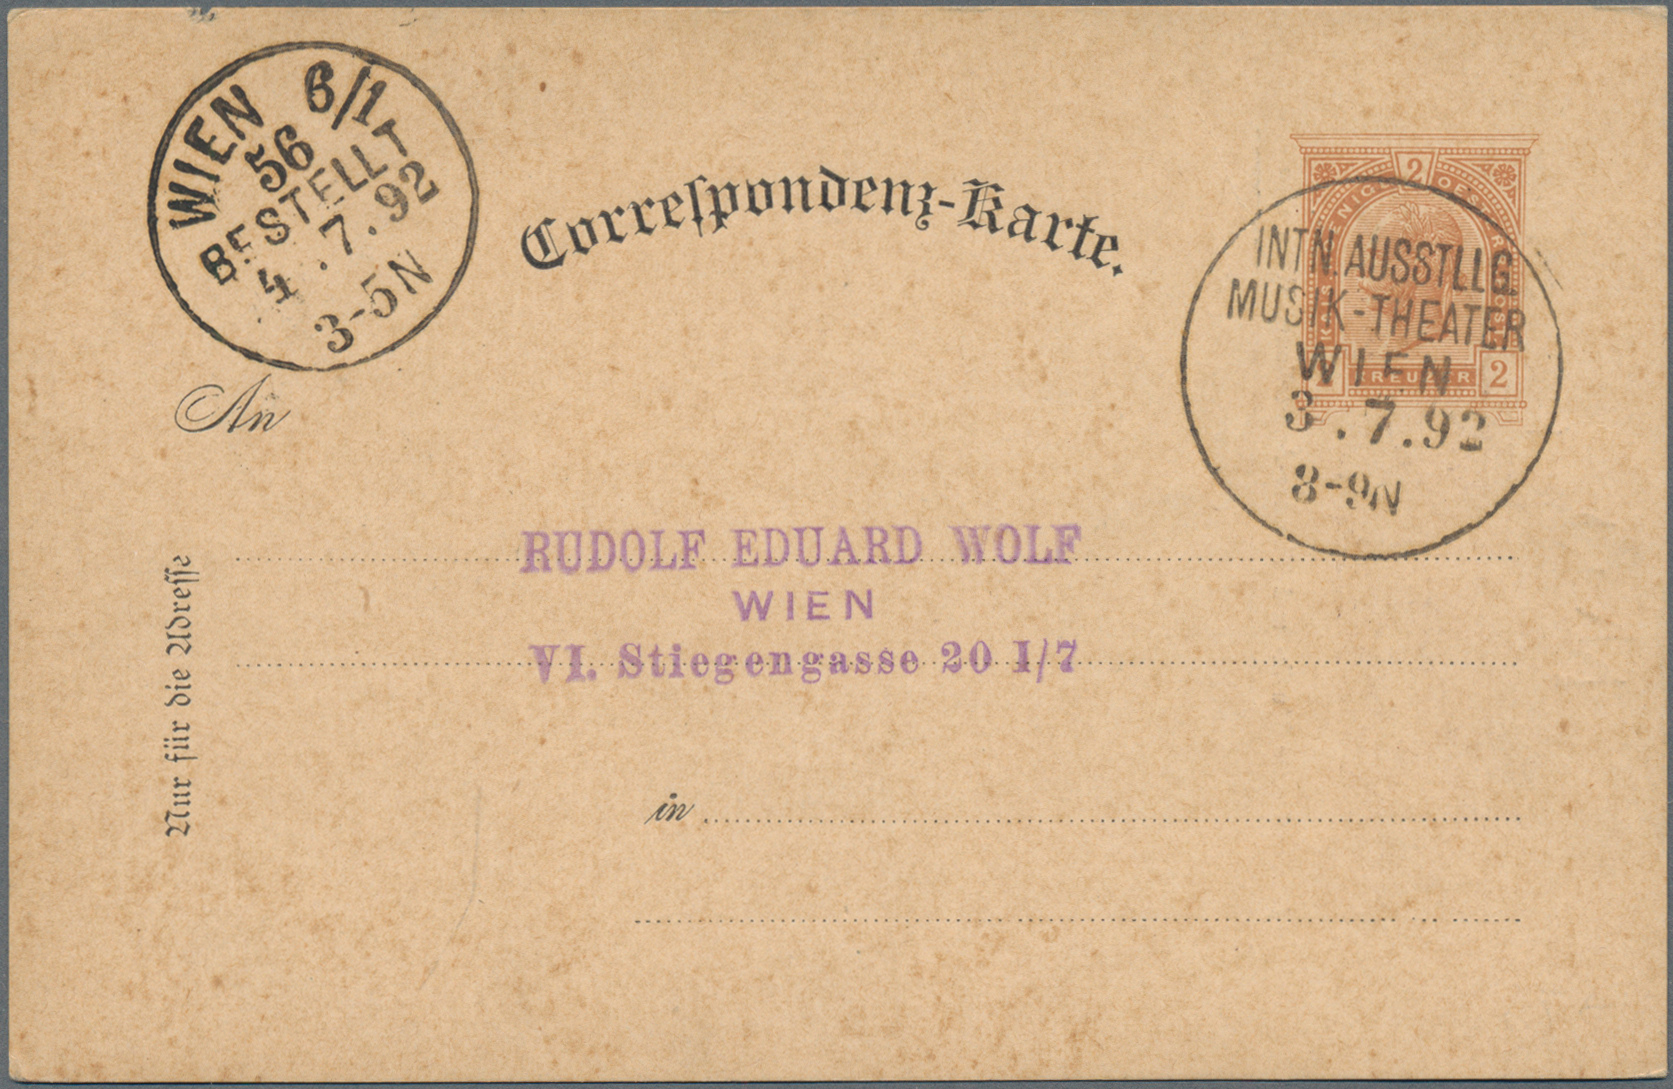 WIEN 6/1
56
BESTELLT
4.7.92
3-5N
Correſpondenz-Karte.
2
INTN. AUSSTLLG.
MUSIK-THEATER
WIEN
3.7.92
8-9N
KREUZER
2
An
RUDOLF EDUARD WOLF
WIEN
VI. Stiegengasse 20 I/7
Nur für die Adreſſe
in